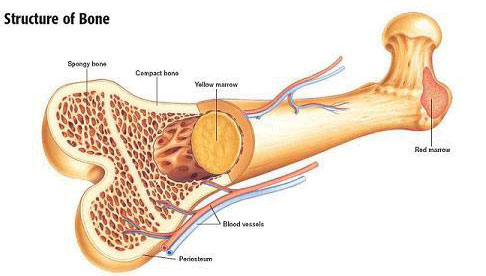 Structure of Bone
Spongy bone
Compact bone
Yellow marrow
Red marrow
Blood vessels
Periosteum